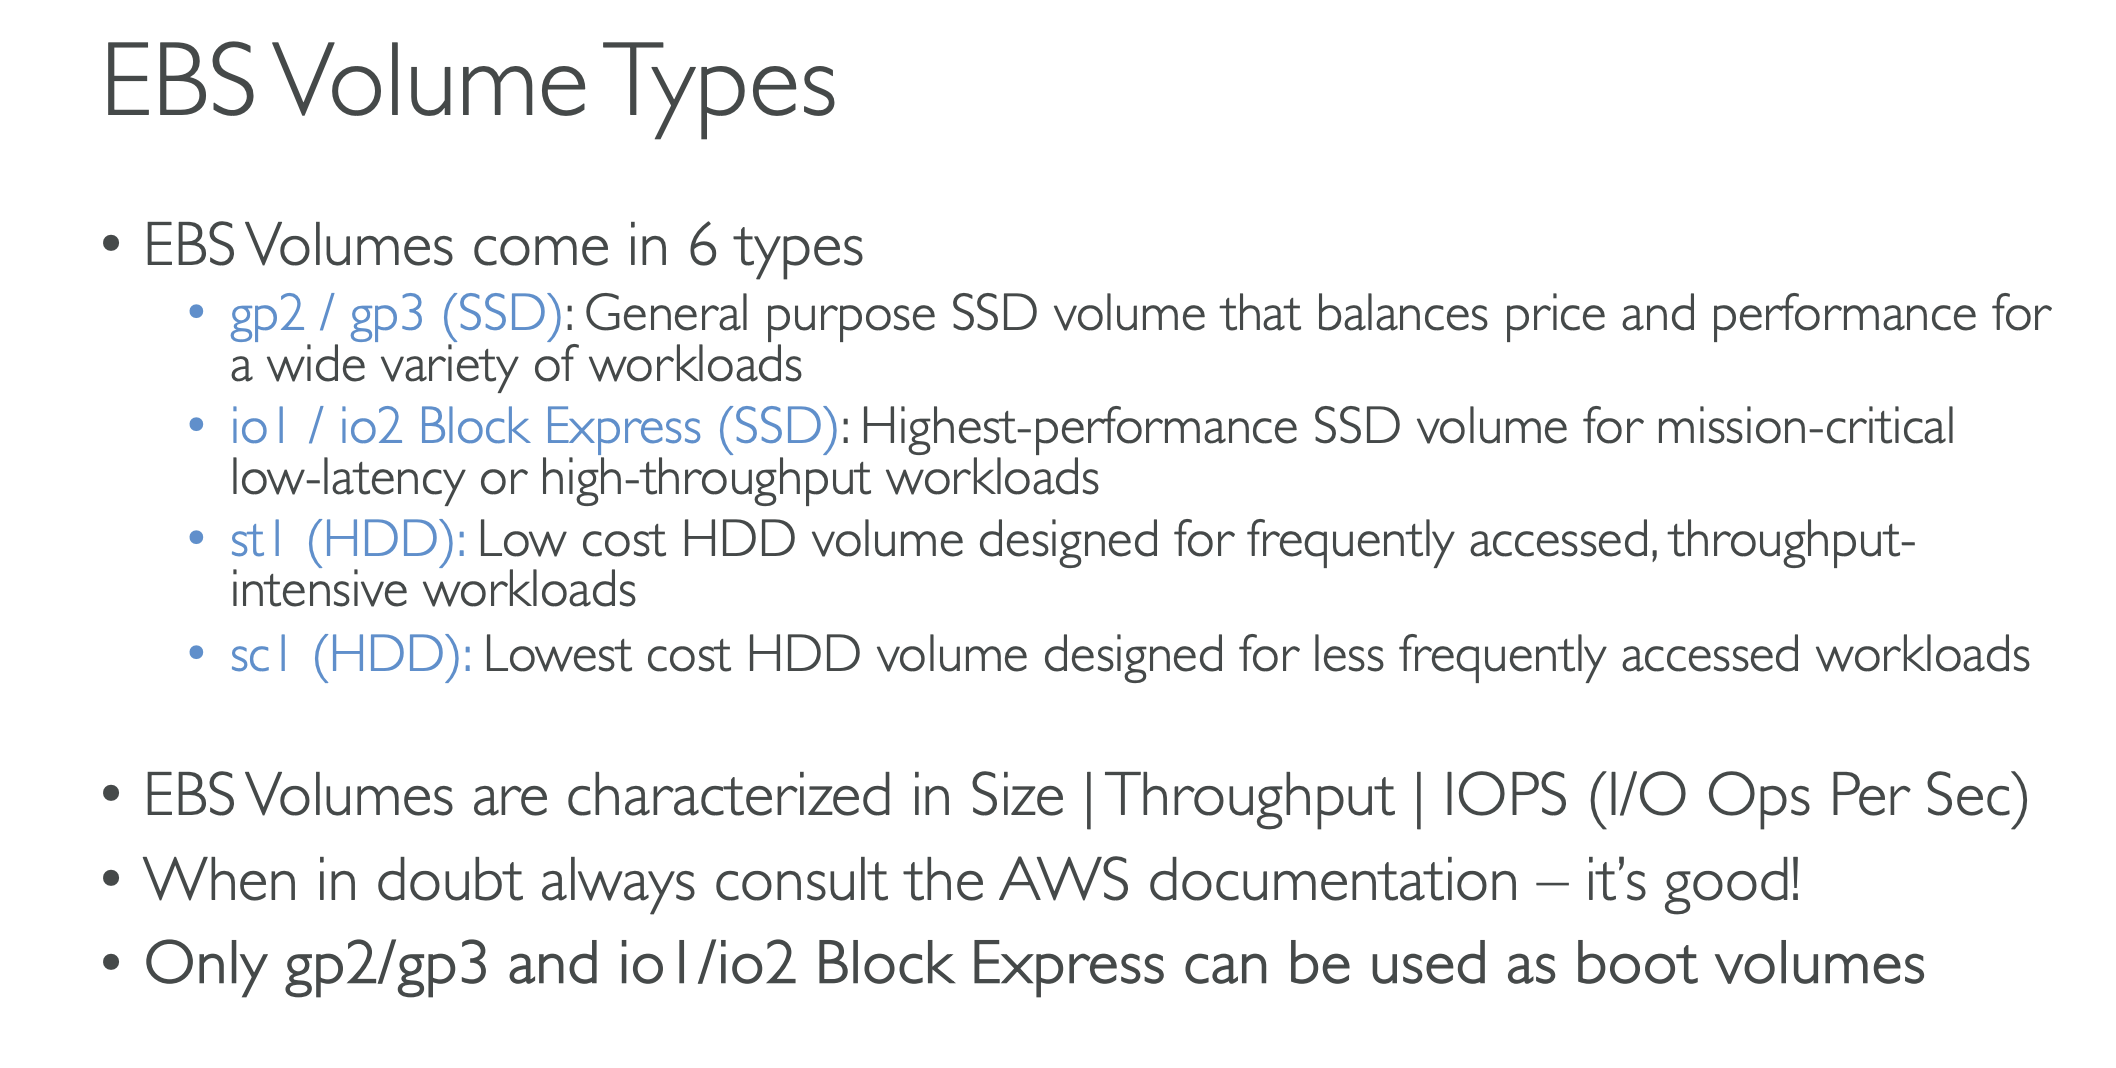 EBS Volume Types
• EBS Volumes come in 6 types
• gp2 / gp3 (SSD): General purpose SSD volume that balances price and performance for
a wide variety of workloads
• io1 / io2 Block Express (SSD): Highest-performance SSD volume for mission-critical
low-latency or high-throughput workloads
• st1 (HDD): Low cost HDD volume designed for frequently accessed, throughput-
intensive workloads
• sc1 (HDD): Lowest cost HDD volume designed for less frequently accessed workloads
• EBS Volumes are characterized in Size | Throughput | IOPS (I/O Ops Per Sec)
• When in doubt always consult the AWS documentation – it’s good!
• Only gp2/gp3 and io1/io2 Block Express can be used as boot volumes